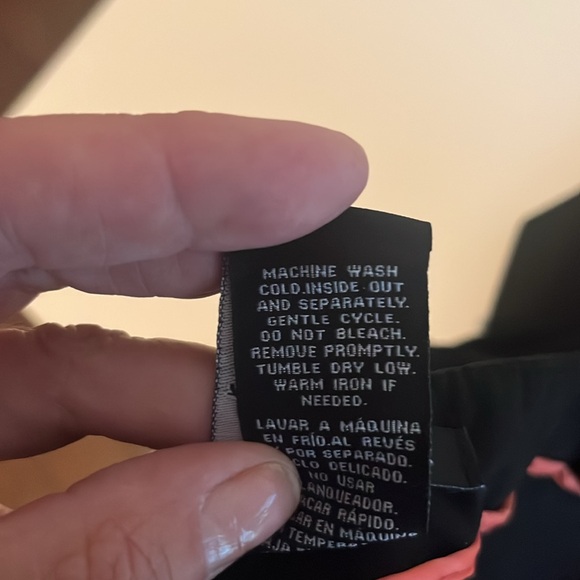 MACHINE WASH
COLD.INSIDE OUT
AND SEPARATELY.
GENTLE CYCLE.
DO NOT BLEACH.
REMOVE PROMPTLY.
TUMBLE DRY LOW.
WARM IRON IF
NEEDED.
LAVAR A MÁQUINA
EN FRÍO.AL REVÉS
POR SEPARADO.
DELICADO.
NO USAR
RÁPIDO.
EN MÁQUINA